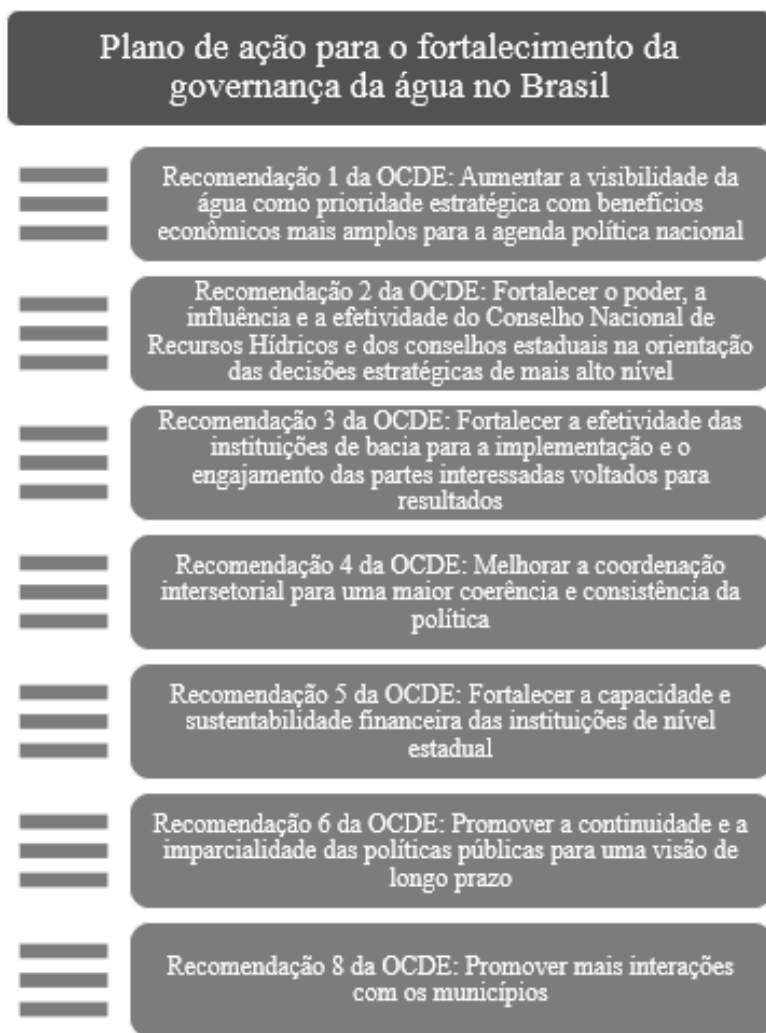 Plano de ação para o fortalecimento da
governança da água no Brasil
Recomendação 1 da OCDE: Aumentar a visibilidade da
água como prioridade estratégica com benefícios
econômicos mais amplos para a agenda política nacional
Recomendação 2 da OCDE: Fortalecer o poder, a
influência e a efetividade do Conselho Nacional de
Recursos Hídricos e dos conselhos estaduais na orientação
das decisões estratégicas de mais alto nível
Recomendação 3 da OCDE: Fortalecer a efetividade das
instituições de bacia para a implementação e o
engajamento das partes interessadas voltados para
resultados
Recomendação 4 da OCDE: Melhorar a coordenação
intersetorial para uma maior coerência e consistência da
política
Recomendação 5 da OCDE: Fortalecer a capacidade e
sustentabilidade financeira das instituições de nível
estadual
Recomendação 6 da OCDE: Promover a continuidade e a
imparcialidade das políticas públicas para uma visão de
longo prazo
Recomendação 8 da OCDE: Promover mais interações
com os municípios